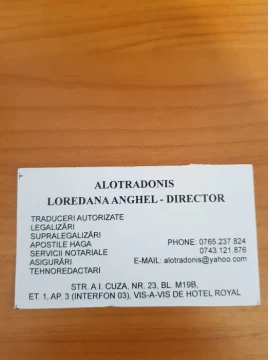 ALOTRADONIS
LOREDANA ANGHEL - DIRECTOR
TRADUCERI AUTORIZATE
LEGALIZĂRI
SUPRALEGALIZĂRI
APOSTILE HAGA
SERVICII NOTARIALE
ASIGURĂRI
TEHNOREDACTARI
PHONE: 0765.237.824
0743.121.876
E-MAIL: alotradonis@yahoo.com
STR. A.I. CUZA, NR. 23, BL. M19B,
ET. 1, AP. 3 (INTERFON 03), VIS-A-VIS DE HOTEL ROYAL